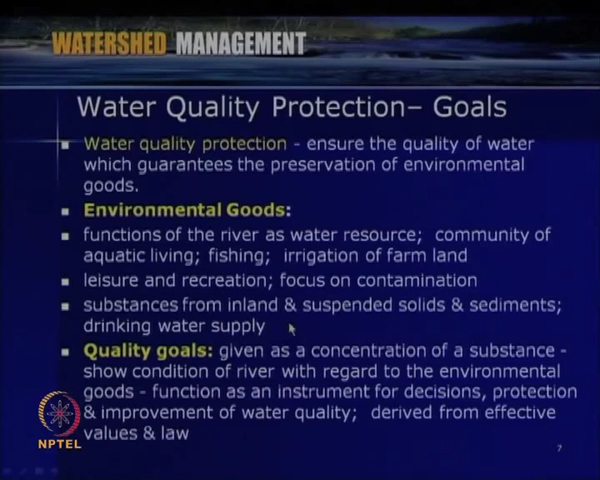 WATERSHED MANAGEMENT
Water Quality Protection– Goals
Water quality protection - ensure the quality of water
which guarantees the preservation of environmental
goods.
Environmental Goods:
functions of the river as water resource; community of
aquatic living; fishing; irrigation of farm land
leisure and recreation; focus on contamination
substances from inland & suspended solids & sediments;
drinking water supply
Quality goals: given as a concentration of a substance -
show condition of river with regard to the environmental
goods - function as an instrument for decisions, protection
& improvement of water quality; derived from effective
values & law
NPTEL
7